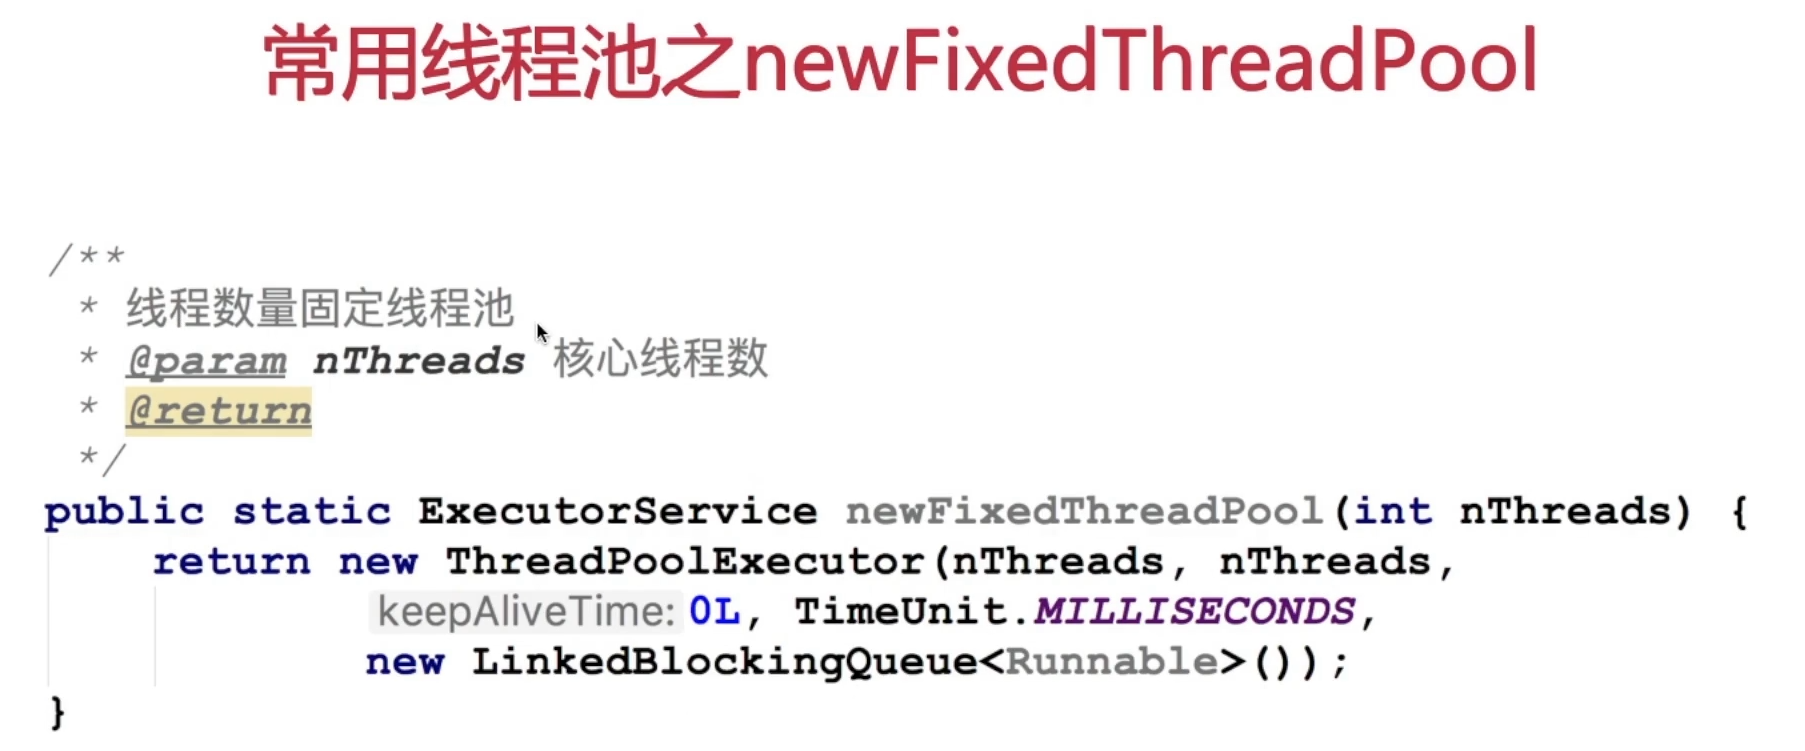 常用线程池之newFixedThreadPool
/**
* 线程数量固定线程池
* @param nThreads 核心线程数
* @return
*/
public static ExecutorService newFixedThreadPool(int nThreads) {
return new ThreadPoolExecutor(nThreads, nThreads,
keepAliveTime: 0L, TimeUnit.MILLISECONDS,
new LinkedBlockingQueue<Runnable>());
}